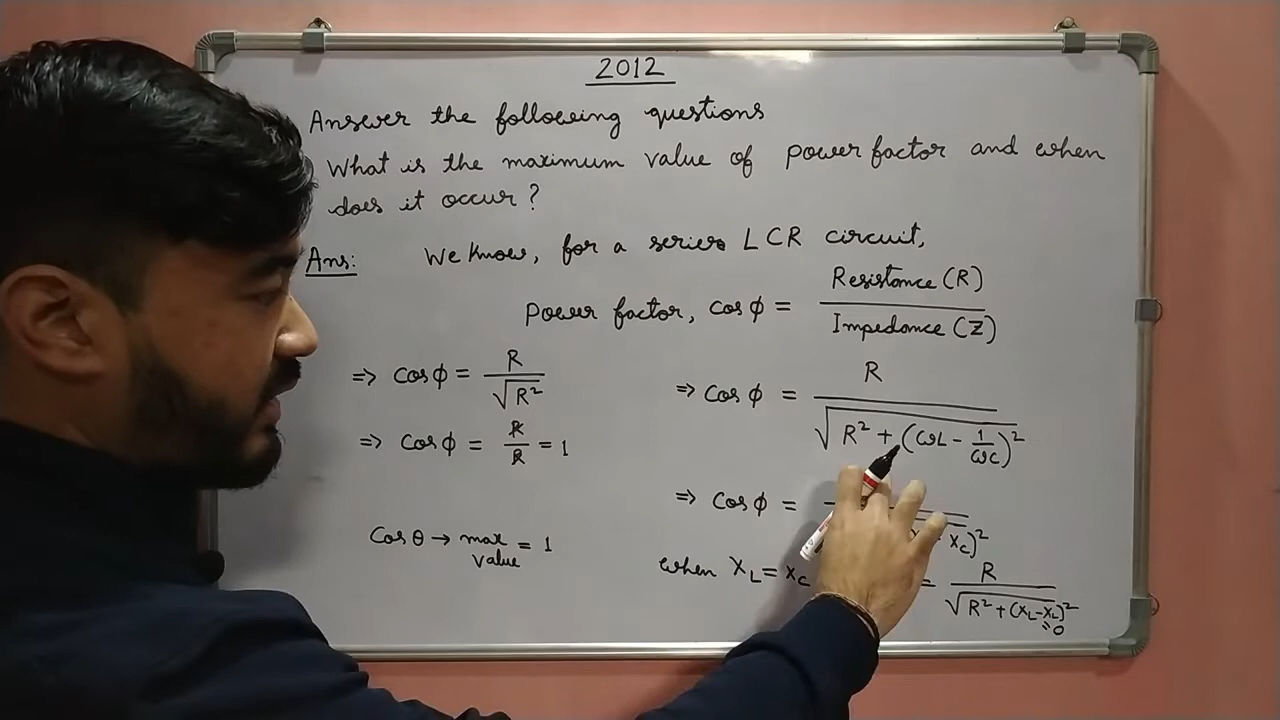 2012
Answer the following questions
What is the maximum value of power factor and when
does it occur?
Ans: We know, for a series LCR circuit,
Power factor, cos φ = Resistance (R) / Impedance (Z)
⇒ cos φ = R / √(R² + (ωL - 1/ωC)²)
⇒ cos φ = XC)²
when XL = XC = R / √(R² + (XL - XL)²) = 0
⇒ cos φ = R / √R²
⇒ cos φ = R / R = 1
cos θ → max value = 1